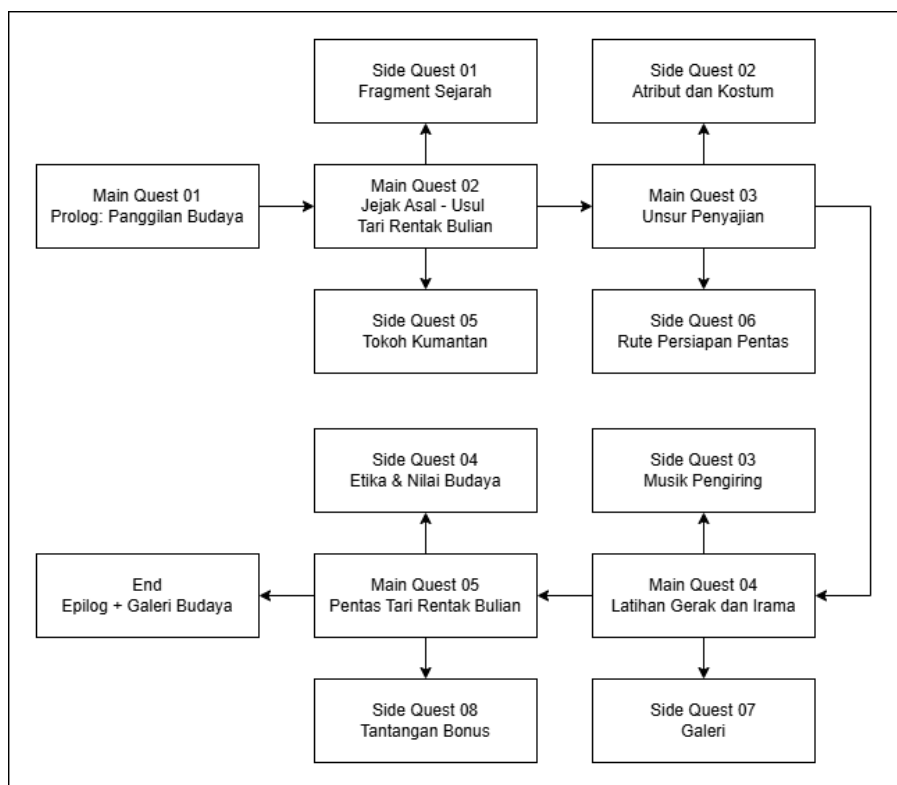 Side Quest 01
Fragment Sejarah
Side Quest 02
Atribut dan Kostum
Main Quest 01
Prolog: Panggilan Budaya
Main Quest 02
Jejak Asal - Usul
Tari Rentak Bulian
Main Quest 03
Unsur Penyajian
Side Quest 05
Tokoh Kumantan
Side Quest 06
Rute Persiapan Pentas
Side Quest 04
Etika & Nilai Budaya
Side Quest 03
Musik Pengiring
End
Epilog + Galeri Budaya
Main Quest 05
Pentas Tari Rentak Bulian
Main Quest 04
Latihan Gerak dan Irama
Side Quest 08
Tantangan Bonus
Side Quest 07
Galeri